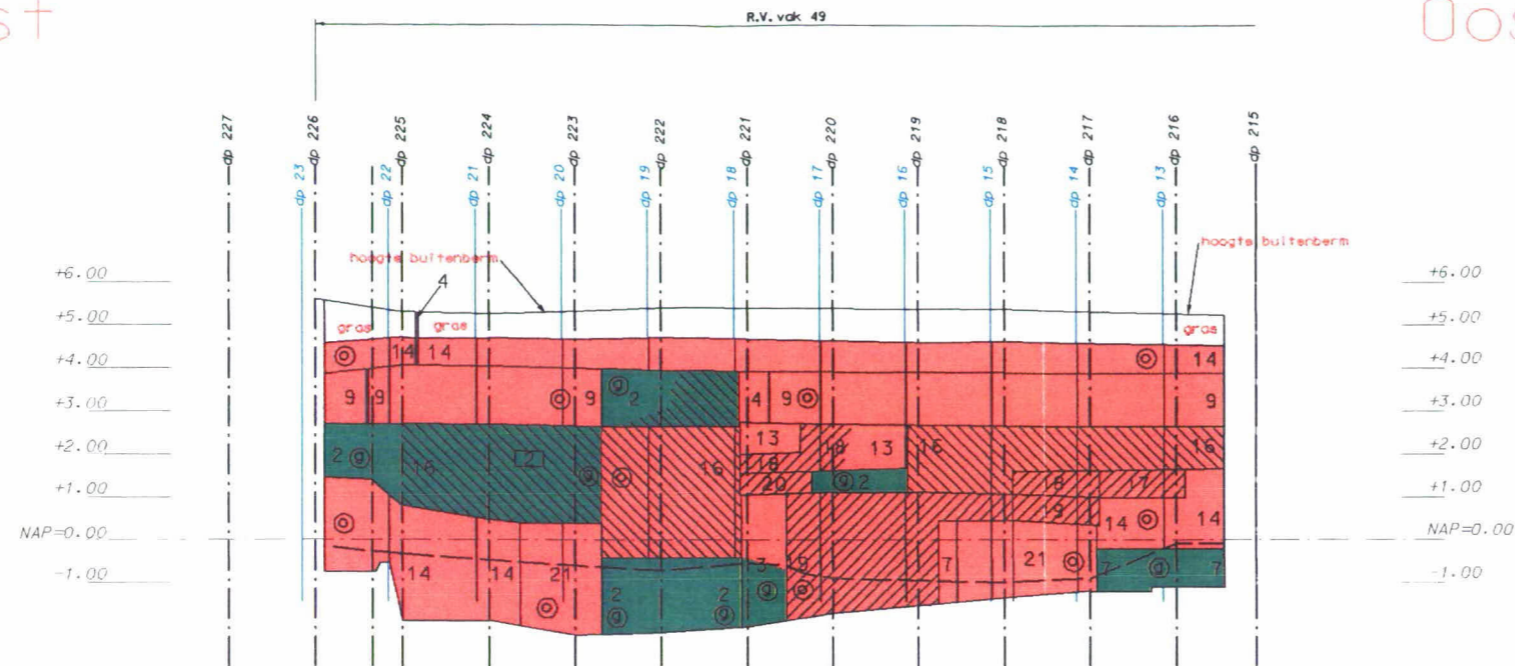 st
R.V. vak 49
Oos
dp 227
dp 226
dp 225
dp 224
dp 223
dp 222
dp 221
dp 220
dp 219
dp 218
dp 217
dp 216
dp 215
dp 23
dp 22
dp 21
dp 20
dp 19
dp 18
dp 17
dp 16
dp 15
dp 14
dp 13
hoogte buitenberm
hoogte buitenberm
+6.00
+6.00
4
+5.00
gras
gras
gras
+5.00
+4.00
14
14
14
+4.00
9
9
9
g
2
4
9
9
+3.00
+3.00
13
18
13
16
16
+2.00
2
g
16
2
g
16
18
+2.00
20
g
2
18
17
+1.00
+1.00
19
14
14
NAP=0.00
NAP=0.00
14
14
21
3
19
7
21
7
g
7
-1.00
-1.00
2
2
g
g
g